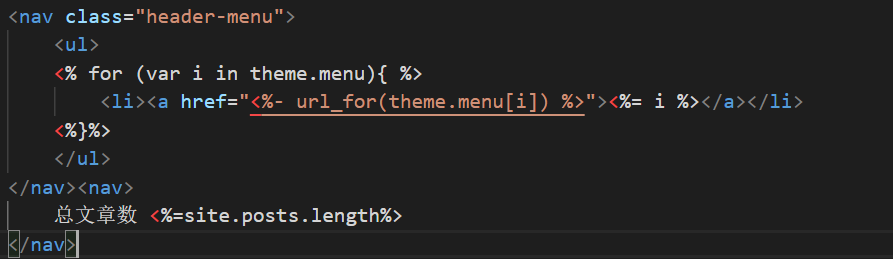 <nav class="header-menu">
    <ul>
    <% for (var i in theme.menu){ %>
        <li><a href="<%- url_for(theme.menu[i]) %>"><%= i %></a></li>
    <%}%>
    </ul>
</nav><nav>
    总文章数 <%=site.posts.length%>
</nav>